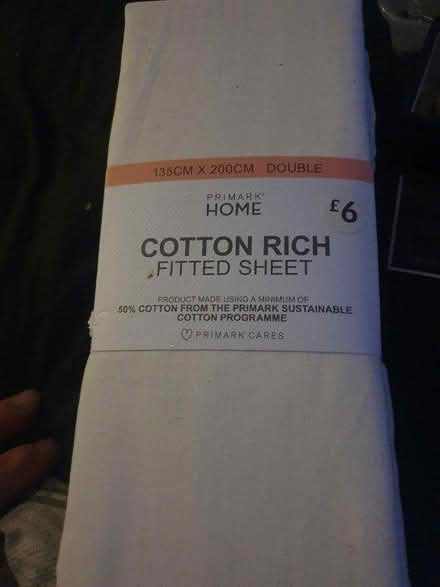 135CM X 200CM DOUBLE
PRIMARK®
HOME
£6
COTTON RICH
FITTED SHEET
PRODUCT MADE USING A MINIMUM OF
50% COTTON FROM THE PRIMARK SUSTAINABLE
COTTON PROGRAMME
PRIMARK CARES